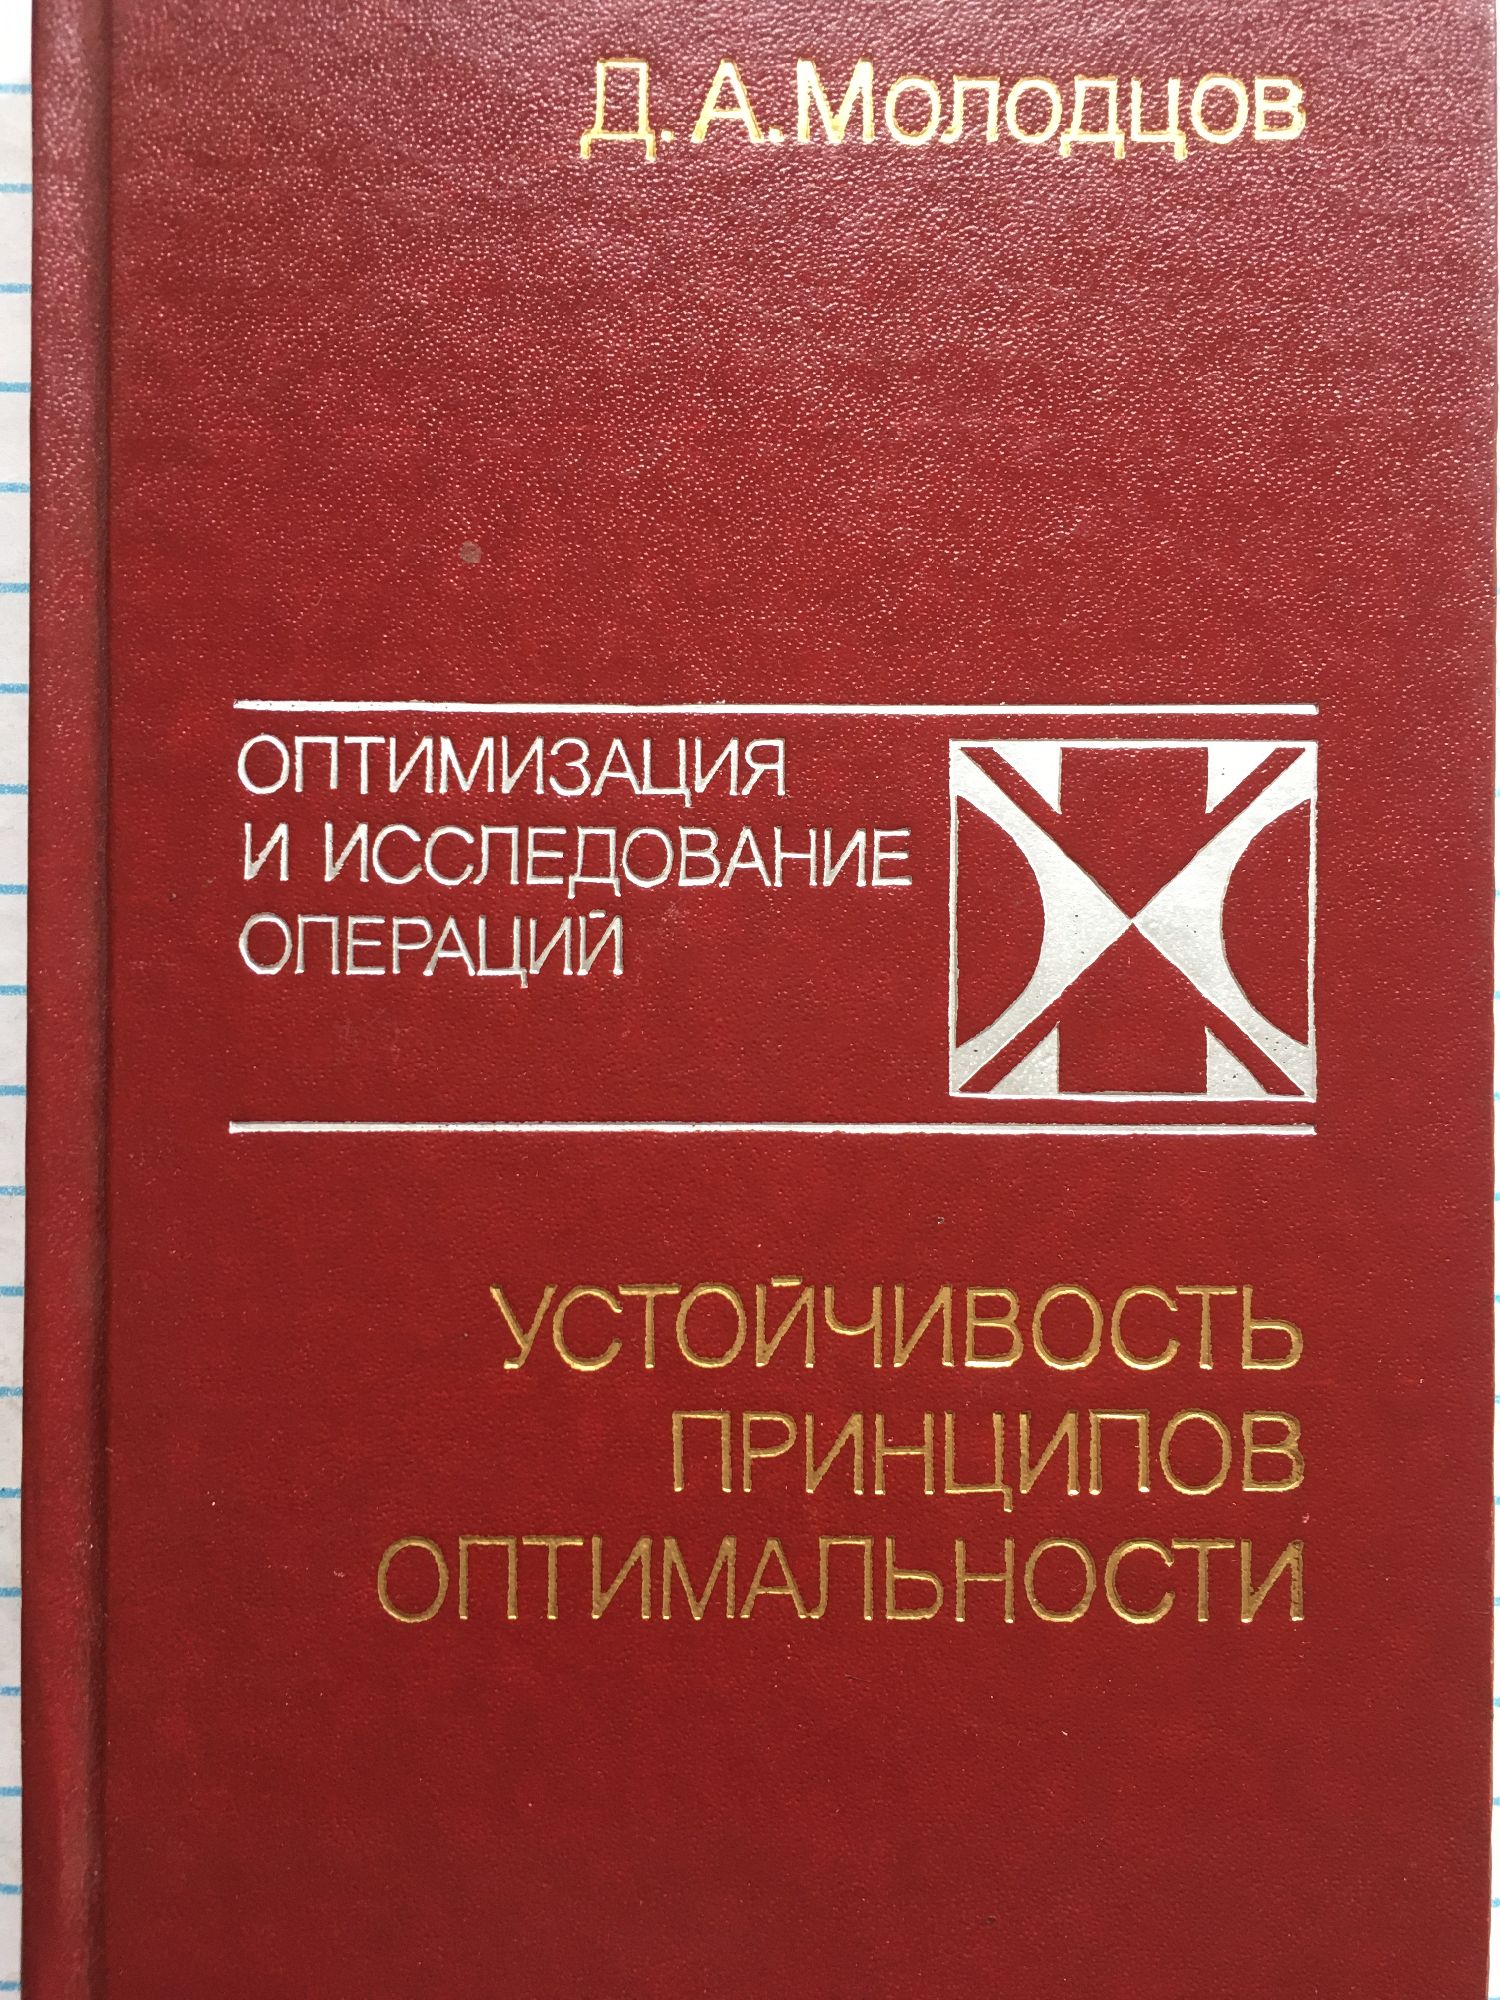 Д. А. Молодцов
ОПТИМИЗАЦИЯ
И ИССЛЕДОВАНИЕ
ОПЕРАЦИЙ
УСТОЙЧИВОСТЬ
ПРИНЦИПОВ
ОПТИМАЛЬНОСТИ